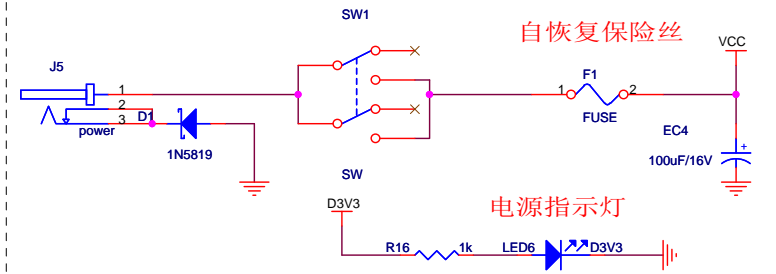 SW1
自恢复保险丝
VCC
J5
F1
1
1
2
2
3
D1
power
FUSE
EC4
+
1N5819
100uF/16V
SW
D3V3
电源指示灯
R16
1k
LED6
D3V3